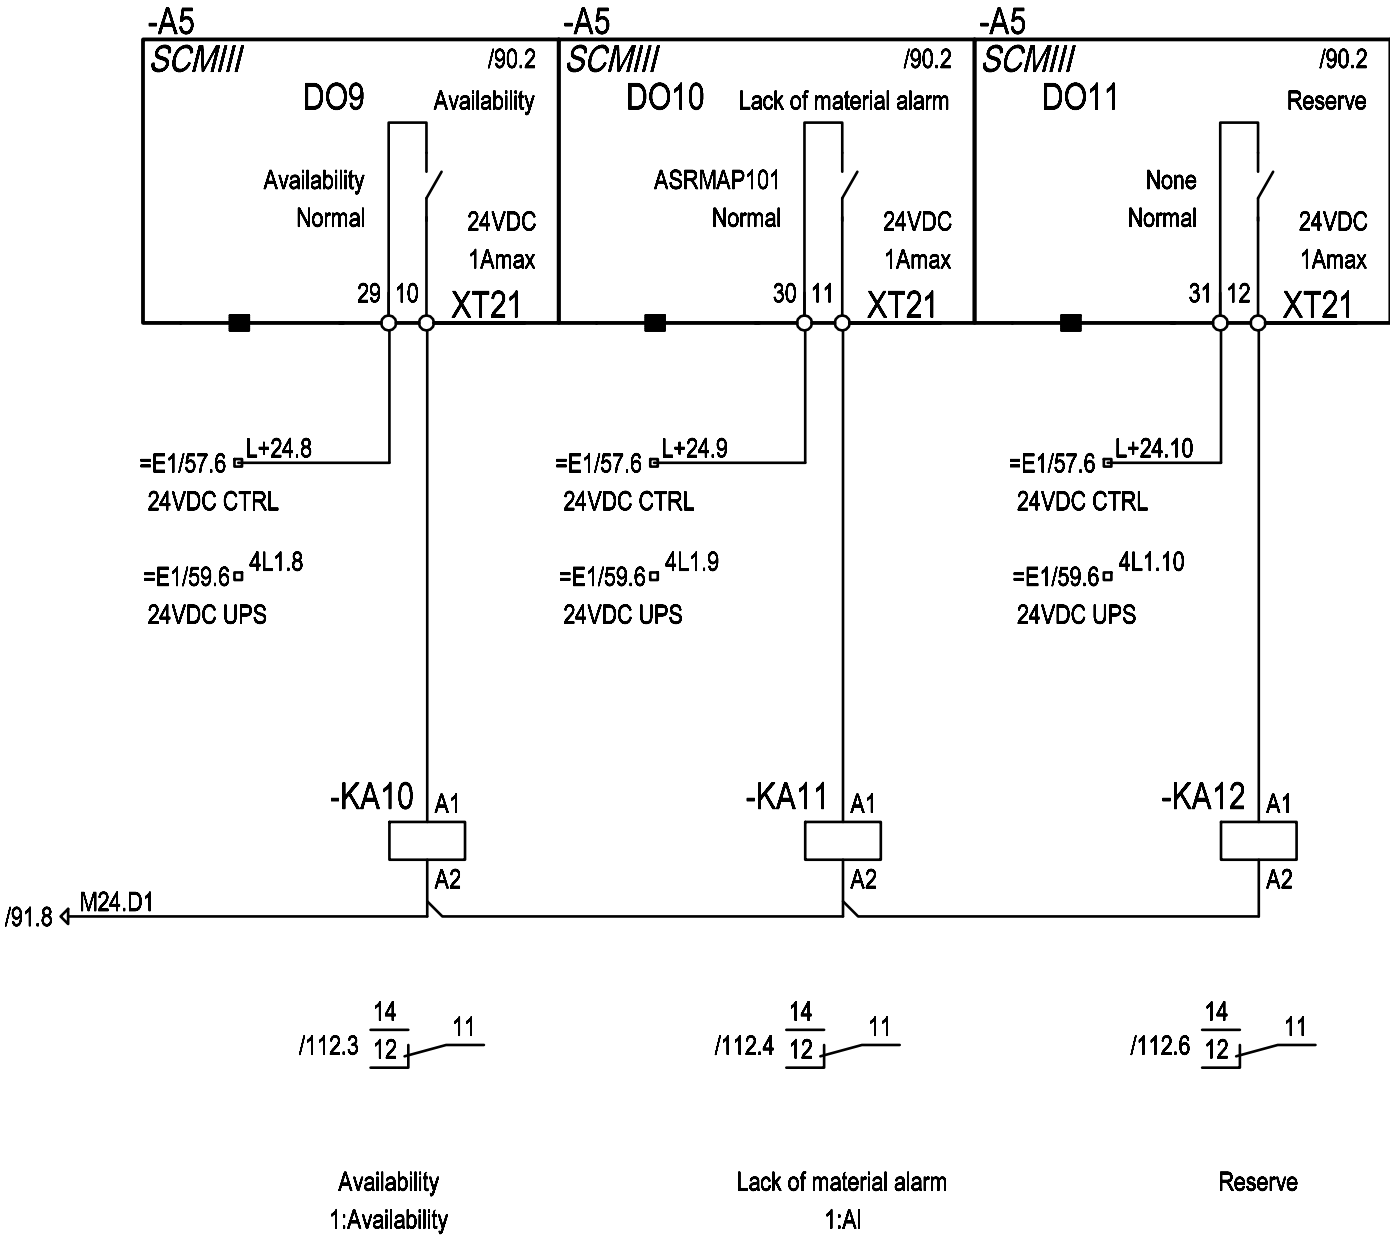 -A5 -A5 -A5
SCMIII /90.2 SCMIII /90.2 SCMIII /90.2
DO9 Availability DO10 Lack of material alarm DO11 Reserve
Availability ASRMAP101 None
Normal 24VDC Normal 24VDC Normal 24VDC
1Amax 1Amax 1Amax
29 10 XT21 30 11 XT21 31 12 XT21
=E1/57.6 L+24.8 =E1/57.6 L+24.9 =E1/57.6 L+24.10
24VDC CTRL 24VDC CTRL 24VDC CTRL
=E1/59.6 4L1.8 =E1/59.6 4L1.9 =E1/59.6 4L1.10
24VDC UPS 24VDC UPS 24VDC UPS
-KA10 A1 -KA11 A1 -KA12 A1
A2 A2 A2
/91.8 M24.D1
14 11 14 11 14 11
/112.3 12 /112.4 12 /112.6 12
Availability Lack of material alarm Reserve
1:Availability 1:Al